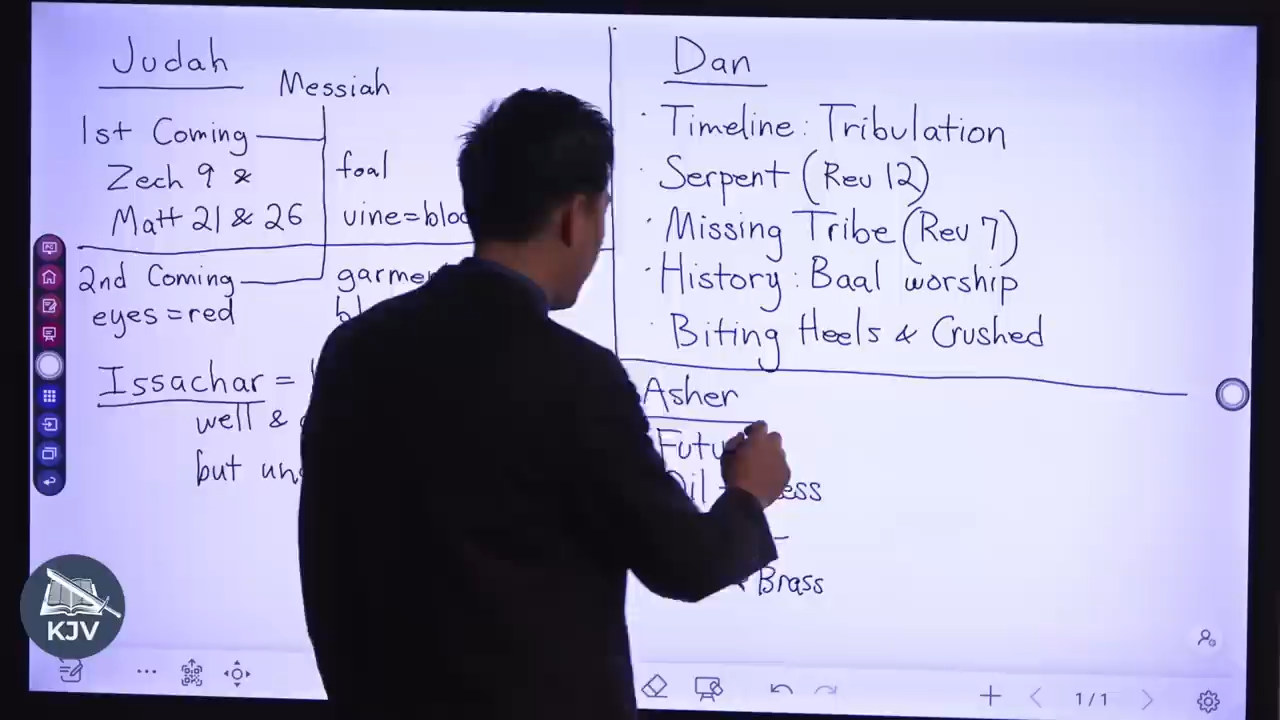 Judah
Messiah
1st Coming
Zech 9 &
Matt 21 & 26
foal
vine=
2nd Coming
eyes = red
Issachar =
well &
but
Dan
· Timeline: Tribulation
· Serpent (Rev 12)
· Missing Tribe (Rev 7)
· History: Baal worship
· Biting Heels & Crushed
Asher
Brass
KJV
1/1